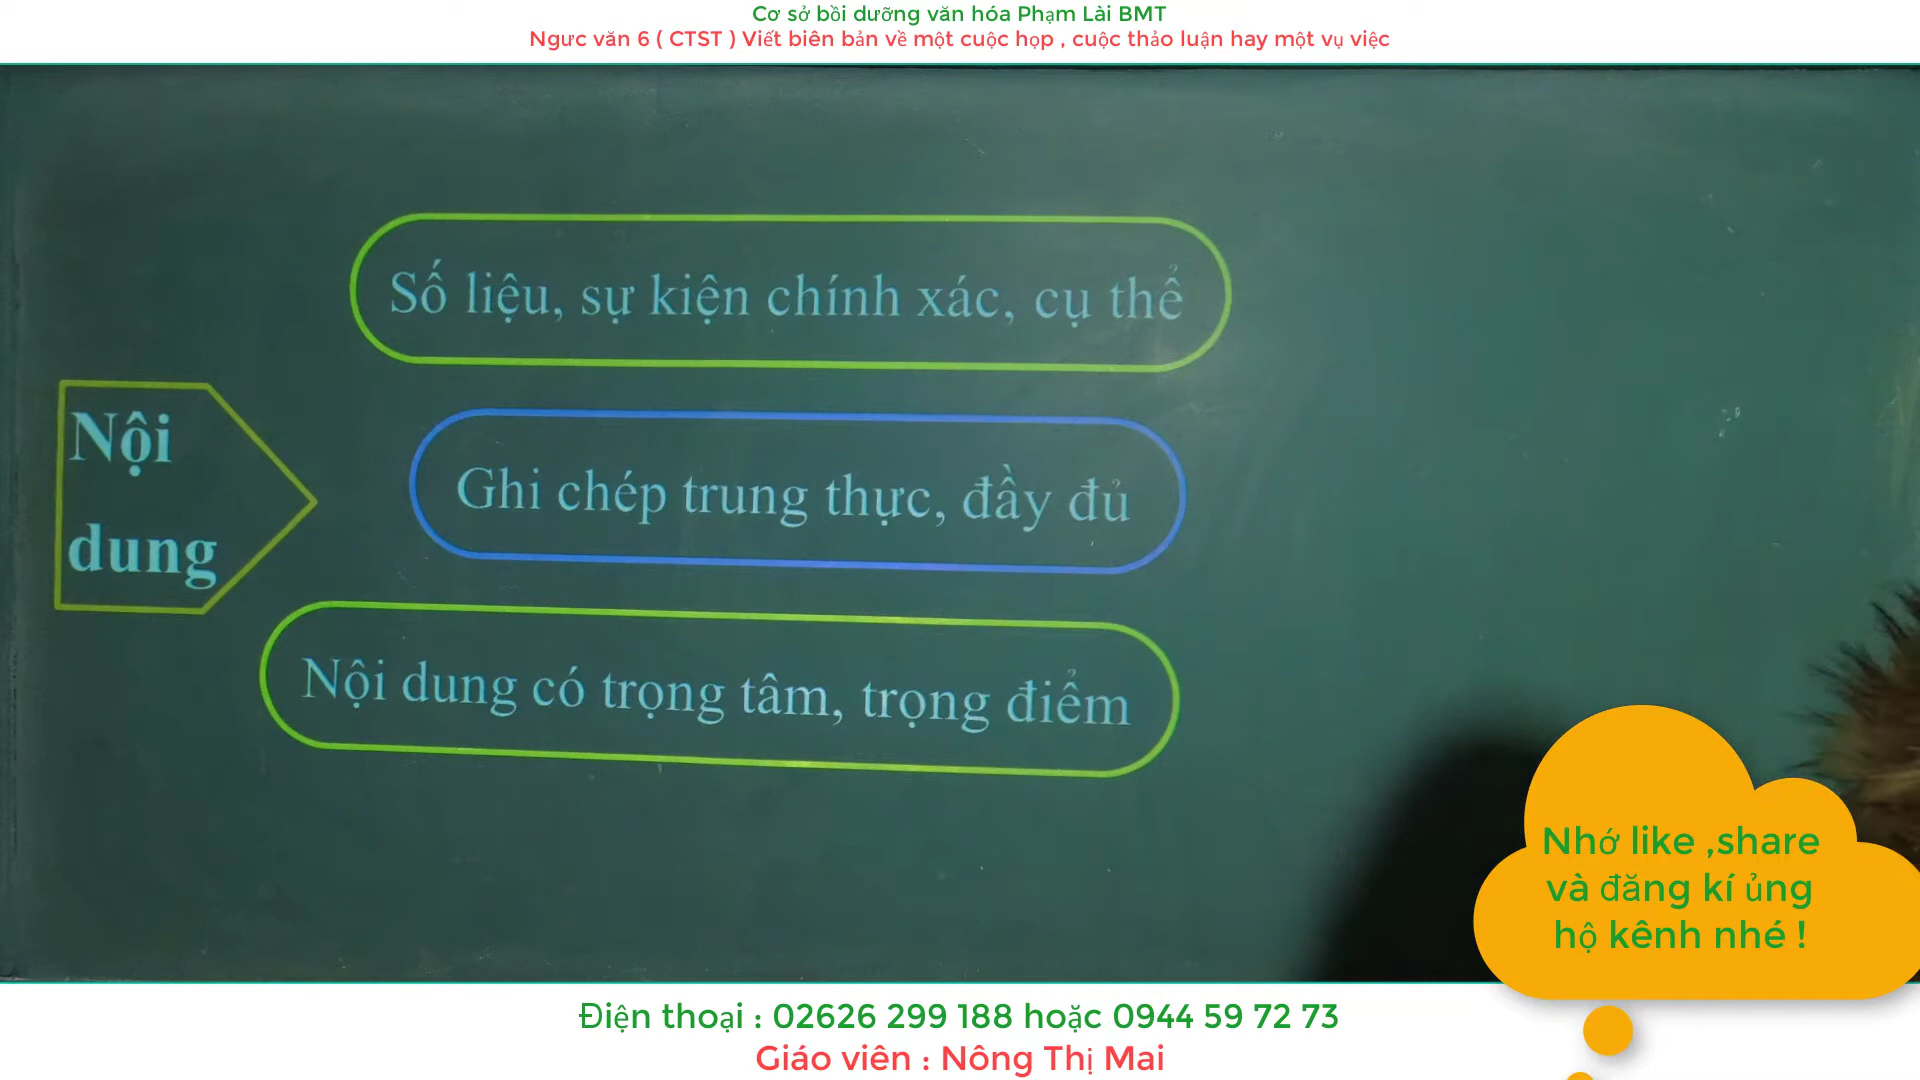 Cơ sở bồi dưỡng văn hóa Phạm Lài BMT
Ngưc văn 6 ( CTST ) Viết biên bản về một cuộc họp , cuộc thảo luận hay một vụ việc
Số liệu, sự kiện chính xác, cụ thể
Nội
dung
Ghi chép trung thực, đầy đủ
Nội dung có trọng tâm, trọng điểm
Nhớ like ,share
và đăng kí ủng
hộ kênh nhé !
Điện thoại : 02626 299 188 hoặc 0944 59 72 73
Giáo viên : Nông Thị Mai